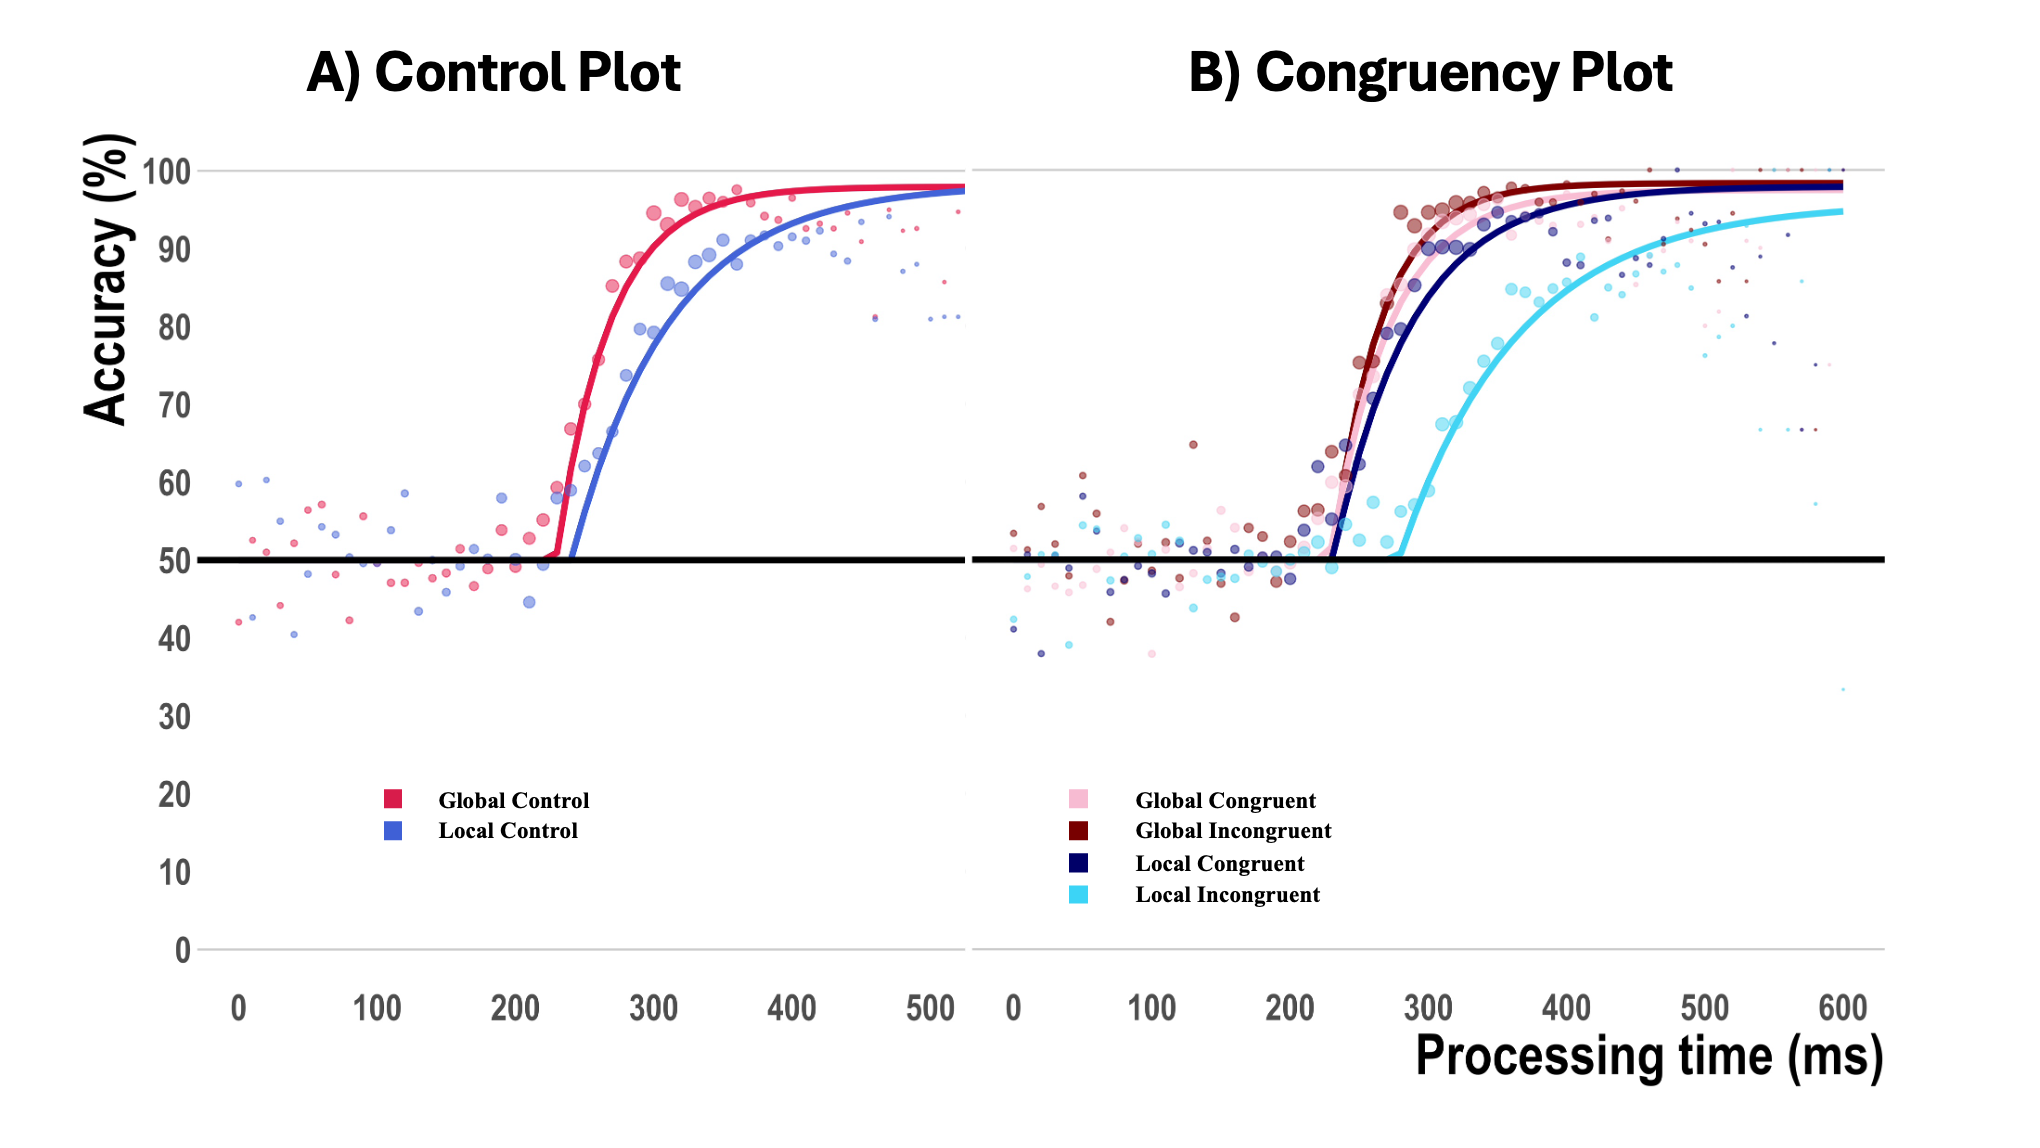 A) Control Plot
B) Congruency Plot
Accuracy (%)
100
90
80
70
60
50
40
30
20
10
0
Global Control
Local Control
Global Congruent
Global Incongruent
Local Congruent
Local Incongruent
0 100 200 300 400 500
0 100 200 300 400 500 600
Processing time (ms)